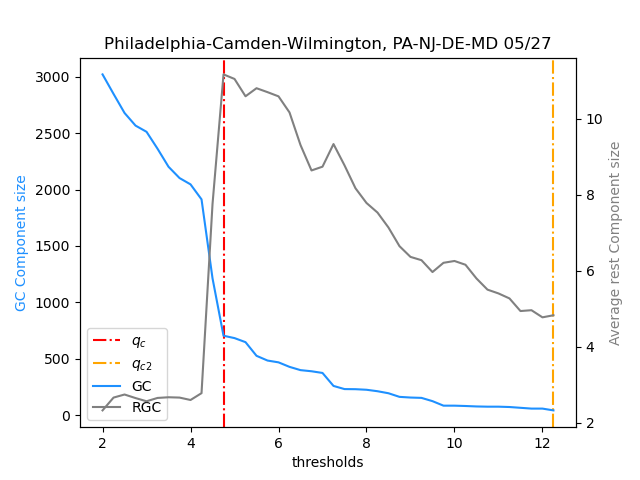 Philadelphia-Camden-Wilmington, PA-NJ-DE-MD 05/27
3000
2500
2000
1500
1000
500
0
GC Component size
10
8
6
4
2
Average rest Component size
q_c
q_{c2}
GC
RGC
2 4 6 8 10 12
thresholds